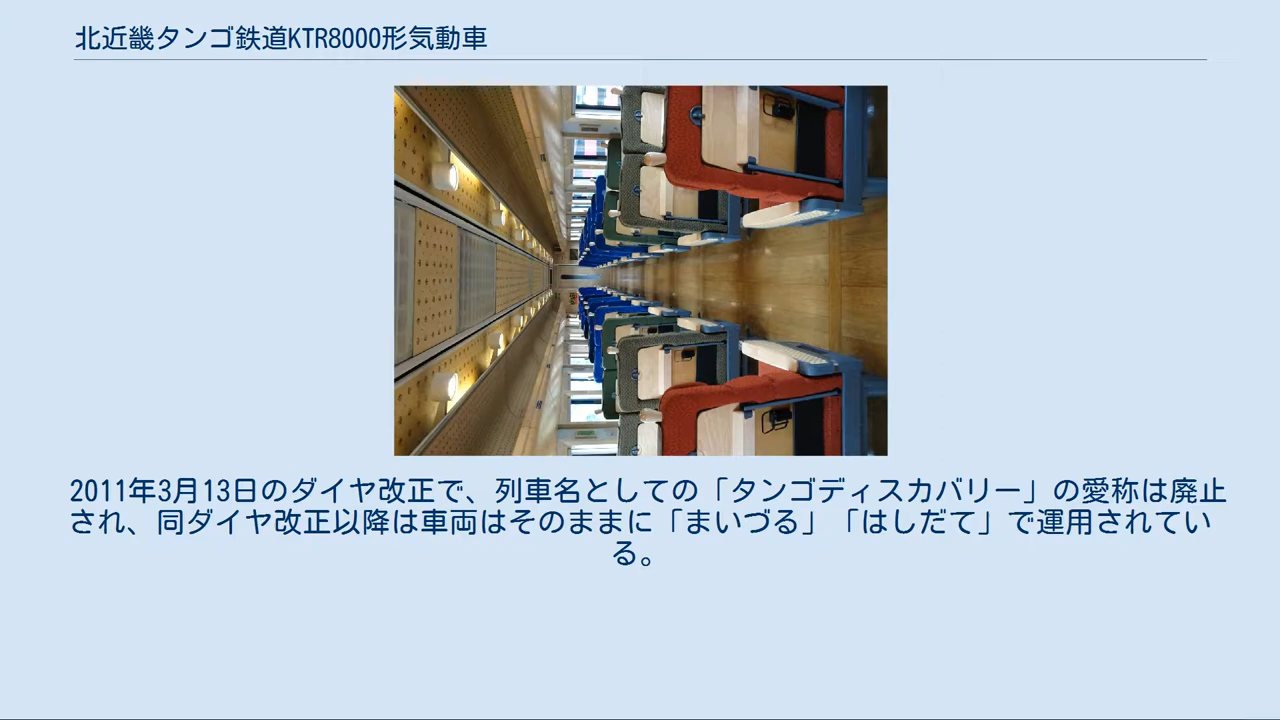 北近畿タンゴ鉄道KTR8000形気動車
2011年3月13日のダイヤ改正で、列車名としての「タンゴディスカバリー」の愛称は廃止
され、同ダイヤ改正以降は車両はそのままに「まいづる」「はしだて」で運用されてい
る。